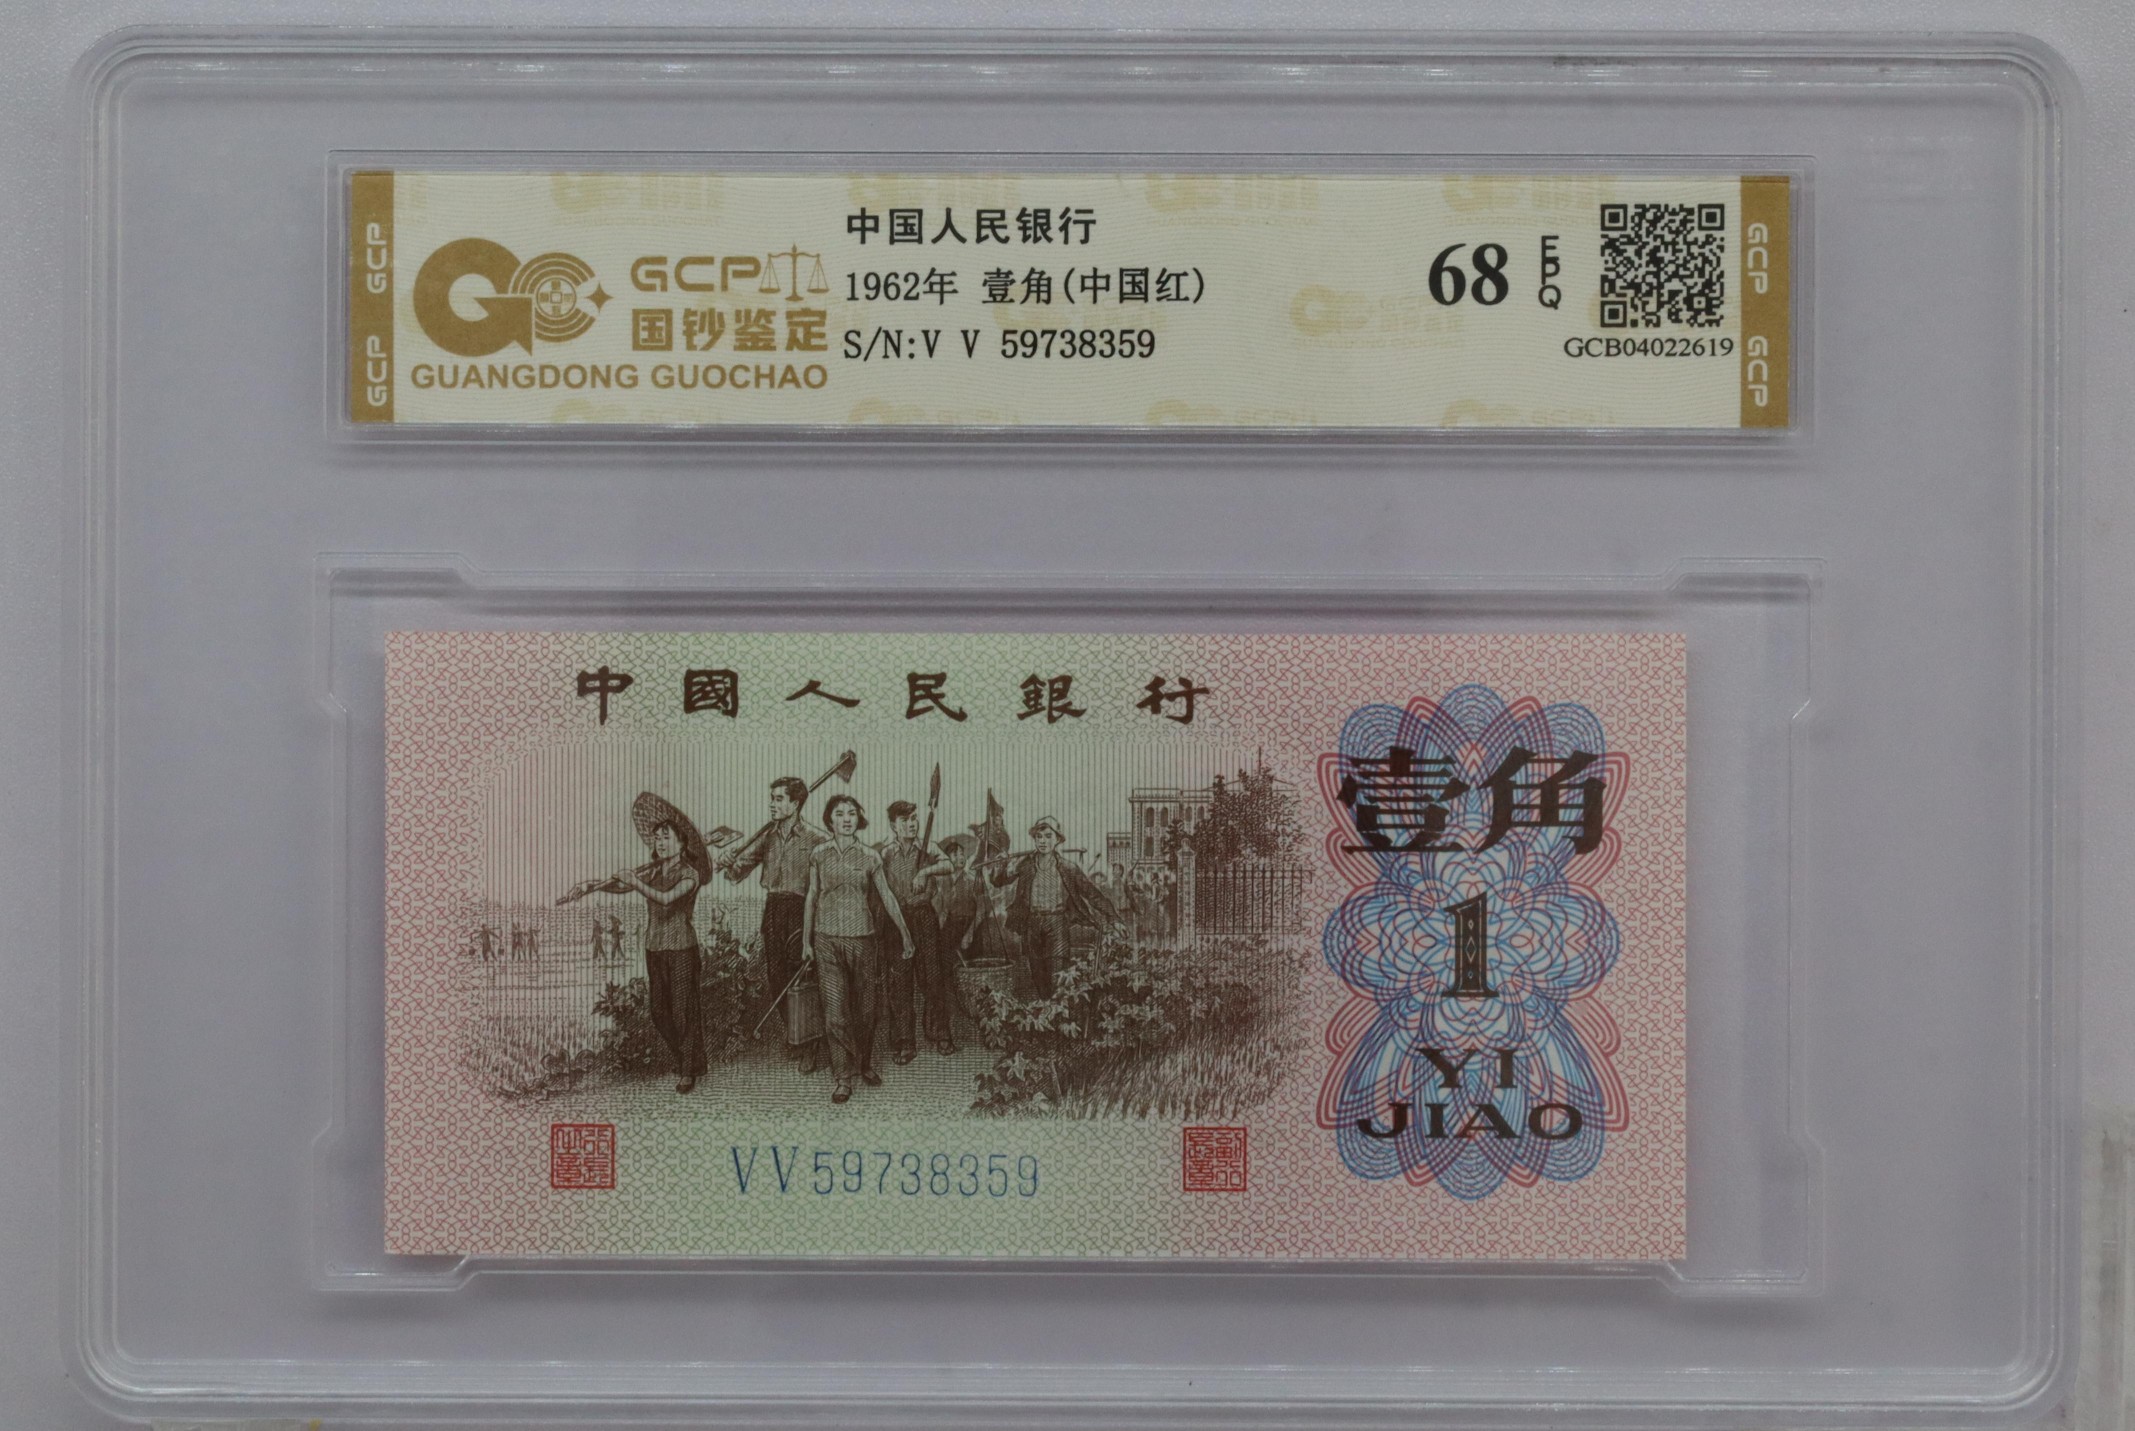 GCP GCP
GCP
国钞鉴定
GUANGDONG GUOCHAO
中国人民银行
1962年 壹角(中国红)
S/N:V V 59738359
68 EPQ
GCB04022619
GCP GCP
中國人民銀行
壹角
1
YI
JIAO
VV59738359